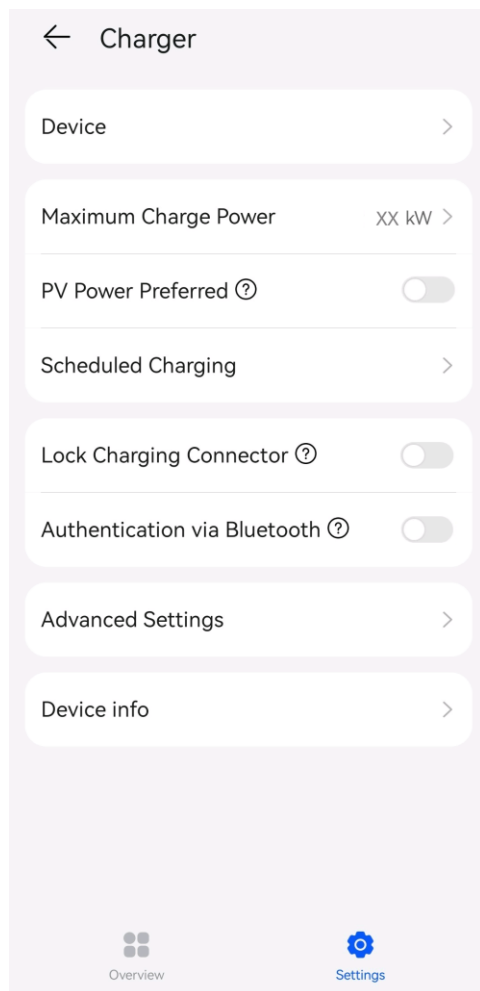 Charger
Device
Maximum Charge Power XX kW
PV Power Preferred ?
Scheduled Charging
Lock Charging Connector ?
Authentication via Bluetooth ?
Advanced Settings
Device info
Overview Settings